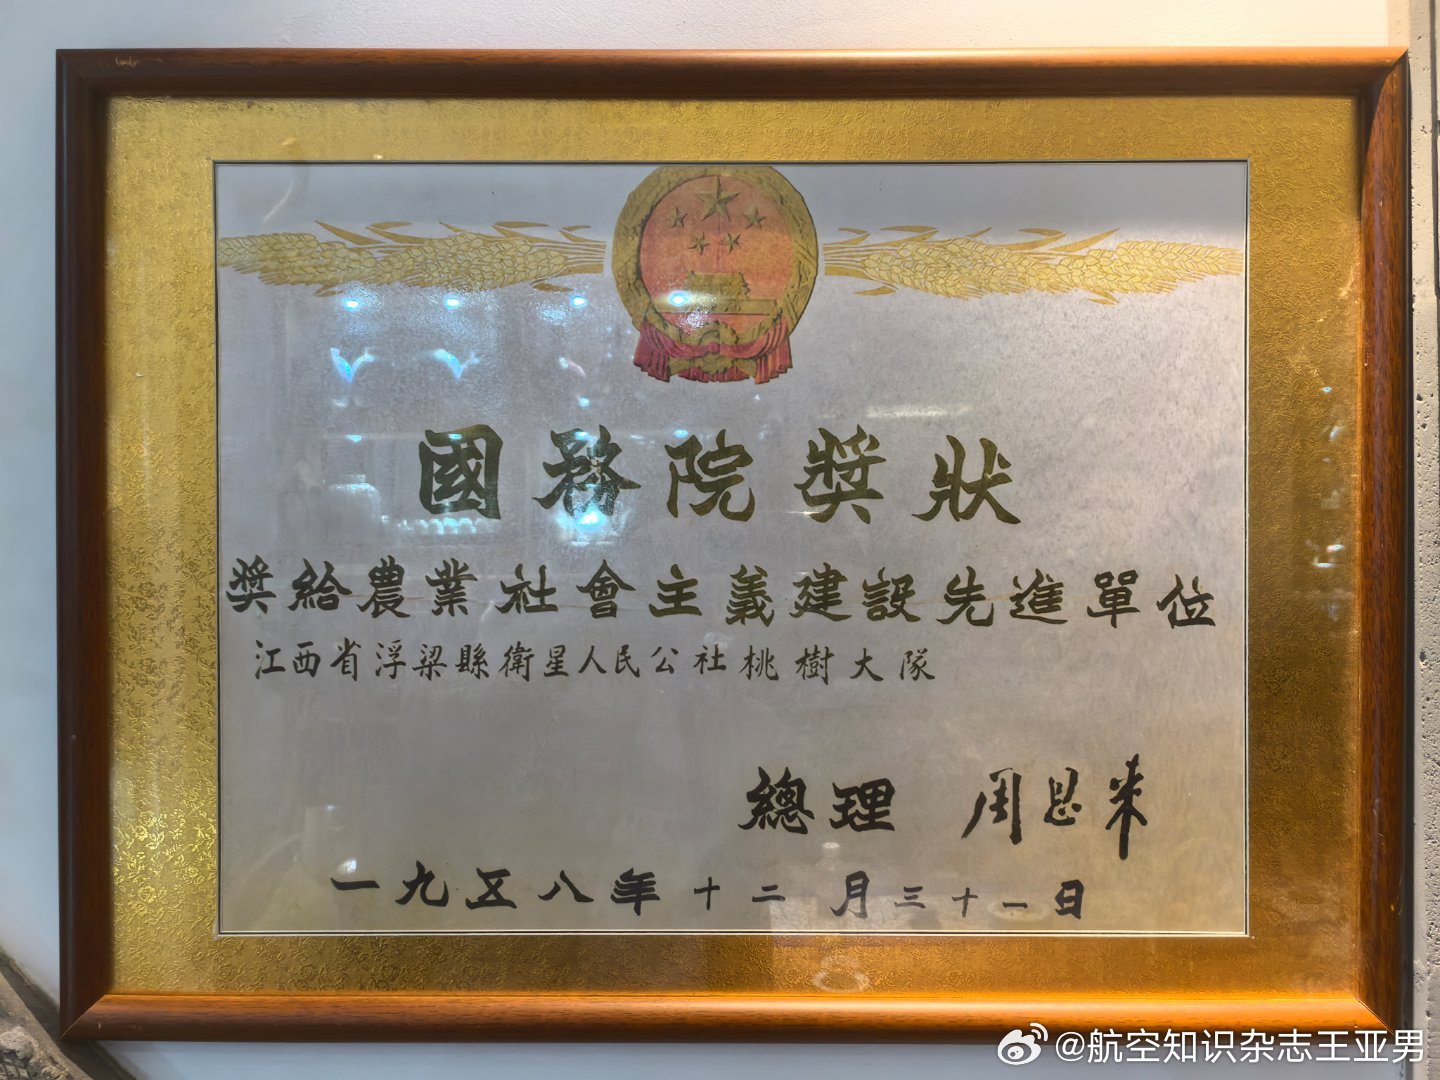 國務院奬狀
奬給農業社會主義建設先進單位
江西省浮梁縣衛星人民公社桃樹大隊
總理 周恩来
一九五八年十二月三十一日
@航空知识杂志王亚男